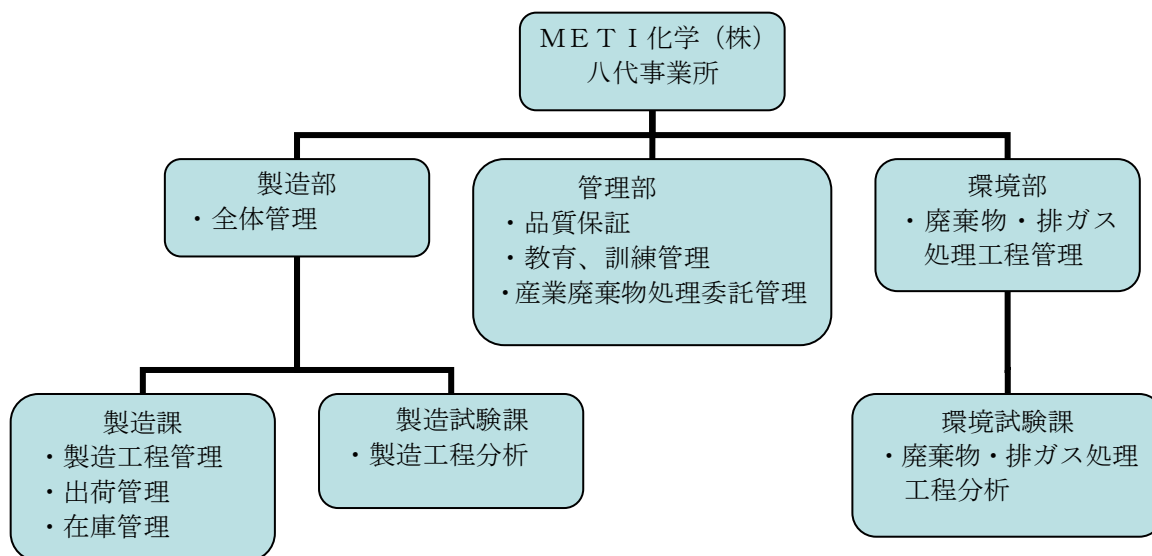 ＭＥＴＩ化学（株）
八代事業所
製造部
・全体管理
管理部
・品質保証
・教育、訓練管理
・産業廃棄物処理委託管理
環境部
・廃棄物・排ガス
処理工程管理
製造課
・製造工程管理
・出荷管理
・在庫管理
製造試験課
・製造工程分析
環境試験課
・廃棄物・排ガス処理
工程分析